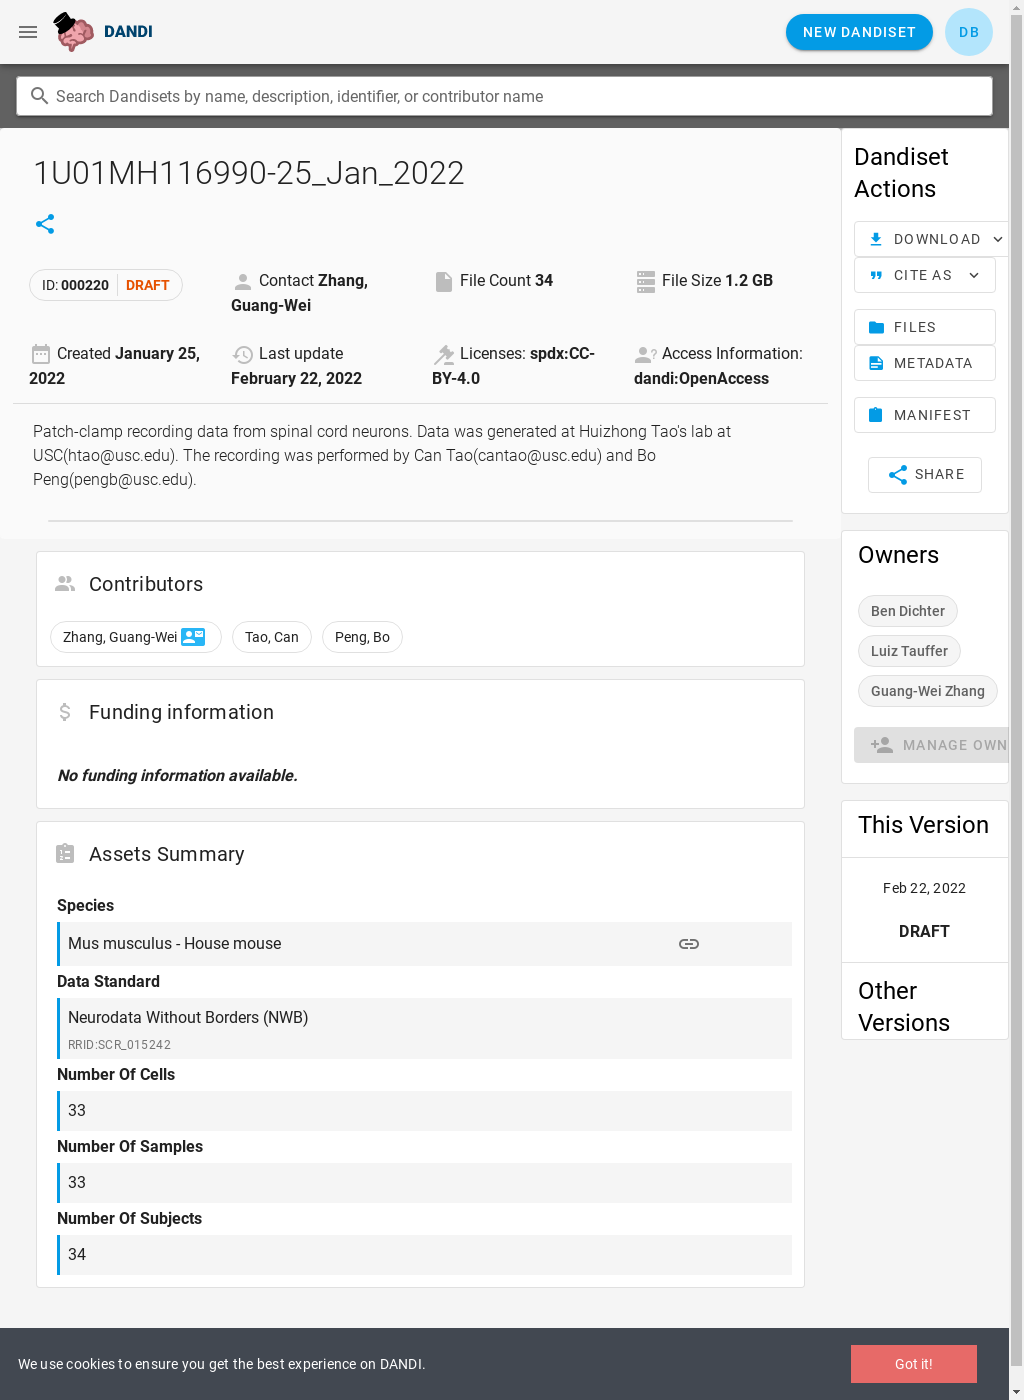 DANDI
NEW DANDISET
DB
Search Dandisets by name, description, identifier, or contributor name
1U01MH116990-25_Jan_2022
ID: 000220 DRAFT
Contact Zhang,
Guang-Wei
File Count 34
File Size 1.2 GB
Created January 25,
2022
Last update
February 22, 2022
Licenses: spdx:CC-
BY-4.0
Access Information:
dandi:OpenAccess
Patch-clamp recording data from spinal cord neurons. Data was generated at Huizhong Tao's lab at
USC(htao@usc.edu). The recording was performed by Can Tao(cantao@usc.edu) and Bo
Peng(pengb@usc.edu).
Contributors
Zhang, Guang-Wei
Tao, Can
Peng, Bo
Funding information
No funding information available.
Assets Summary
Species
Mus musculus - House mouse
Data Standard
Neurodata Without Borders (NWB)
RRID:SCR_015242
Number Of Cells
33
Number Of Samples
33
Number Of Subjects
34
Dandiset
Actions
DOWNLOAD
CITE AS
FILES
METADATA
MANIFEST
SHARE
Owners
Ben Dichter
Luiz Tauffer
Guang-Wei Zhang
MANAGE OWN
This Version
Feb 22, 2022
DRAFT
Other
Versions
We use cookies to ensure you get the best experience on DANDI.
Got it!